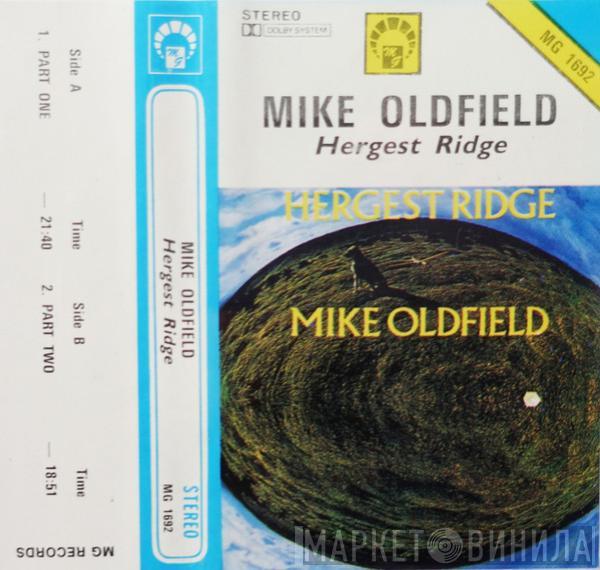 STEREO
DOLBY SYSTEM
MG
MG 1692
MIKE OLDFIELD
Hergest Ridge
HERGEST RIDGE
MIKE OLDFIELD
MG
MIKE OLDFIELD
Hergest Ridge
STEREO
MG 1692
Side A Time Side B Time
1. PART ONE — 21:40 2. PART TWO — 18:51
MG RECORDS
МАРКЕТ ВИНИЛА